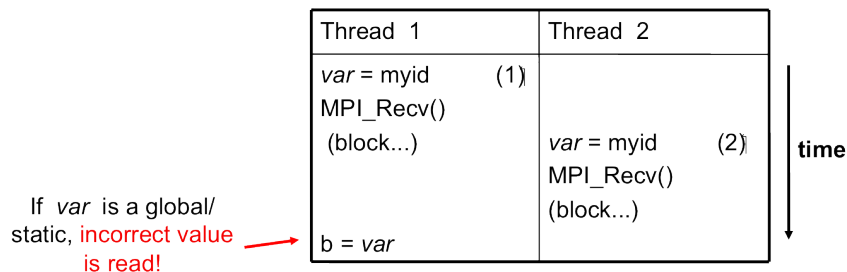 Thread 1
Thread 2
var = myid (1)
MPI_Recv()
(block...)
var = myid (2)
MPI_Recv()
(block...)
b = var
time
If var is a global/
static, incorrect value
is read!